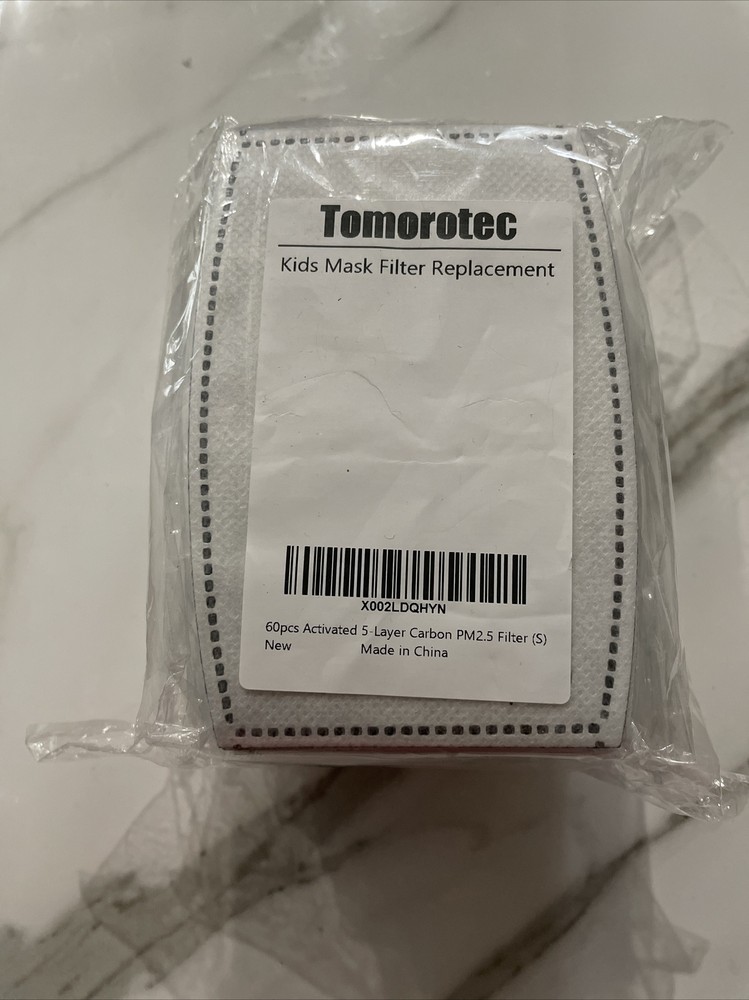 Tomorotec
Kids Mask Filter Replacement
X002LDQHYN
60pcs Activated 5-Layer Carbon PM2.5 Filter (S)
New Made in China